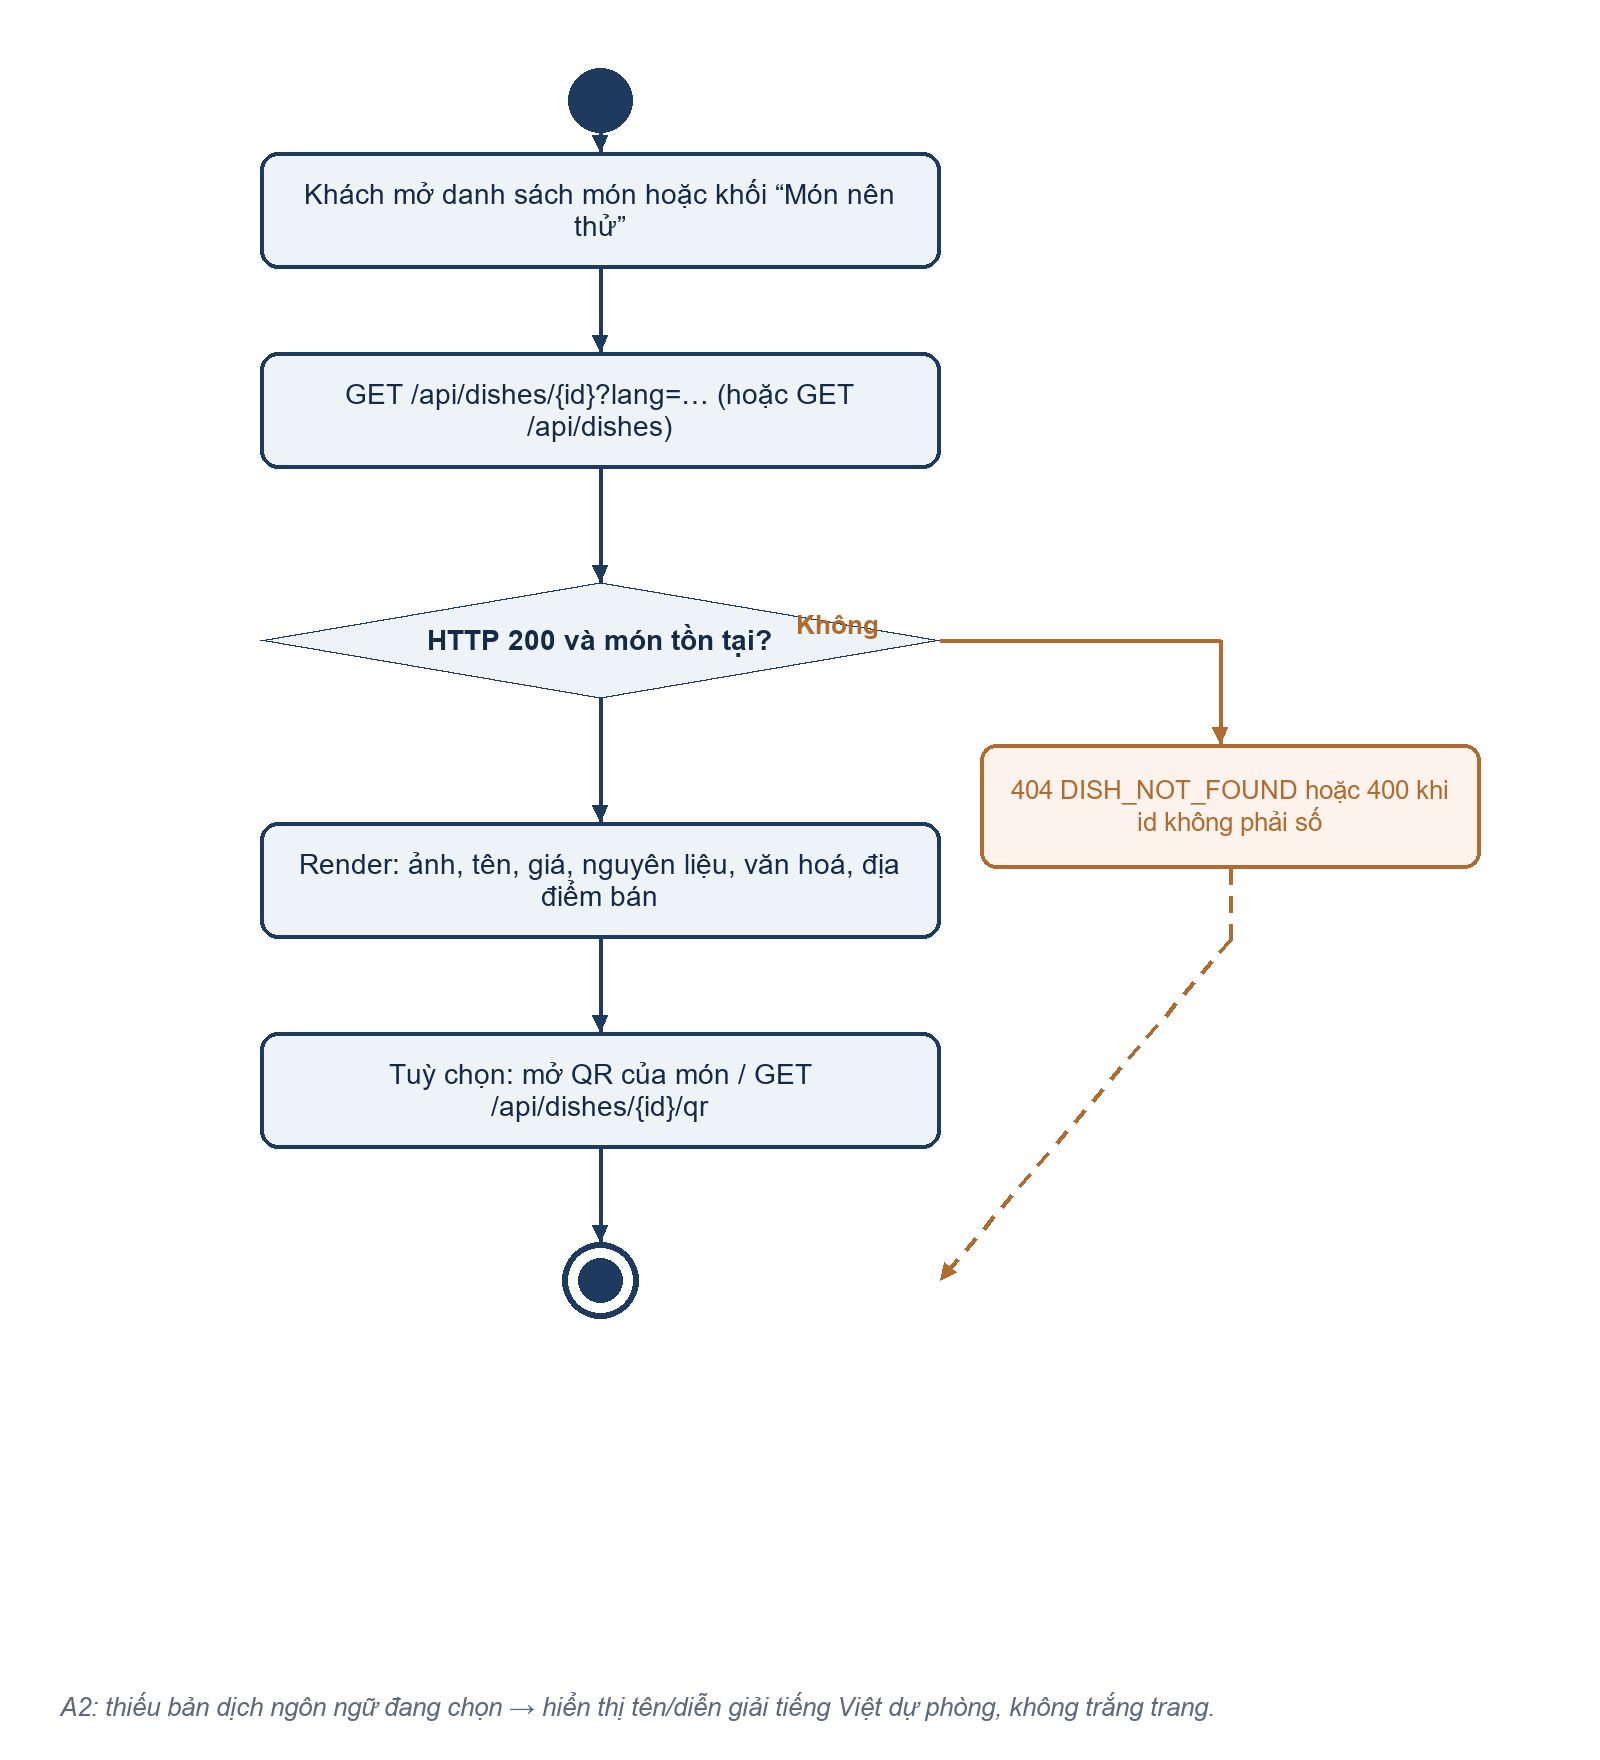 Khách mở danh sách món hoặc khối “Món nên
thử”
GET /api/dishes/{id}?lang=… (hoặc GET
/api/dishes)
Không
HTTP 200 và món tồn tại?
404 DISH_NOT_FOUND hoặc 400 khi
id không phải số
Render: ảnh, tên, giá, nguyên liệu, văn hoá, địa
điểm bán
Tuỳ chọn: mở QR của món / GET
/api/dishes/{id}/qr
A2: thiếu bản dịch ngôn ngữ đang chọn → hiển thị tên/diễn giải tiếng Việt dự phòng, không trắng trang.